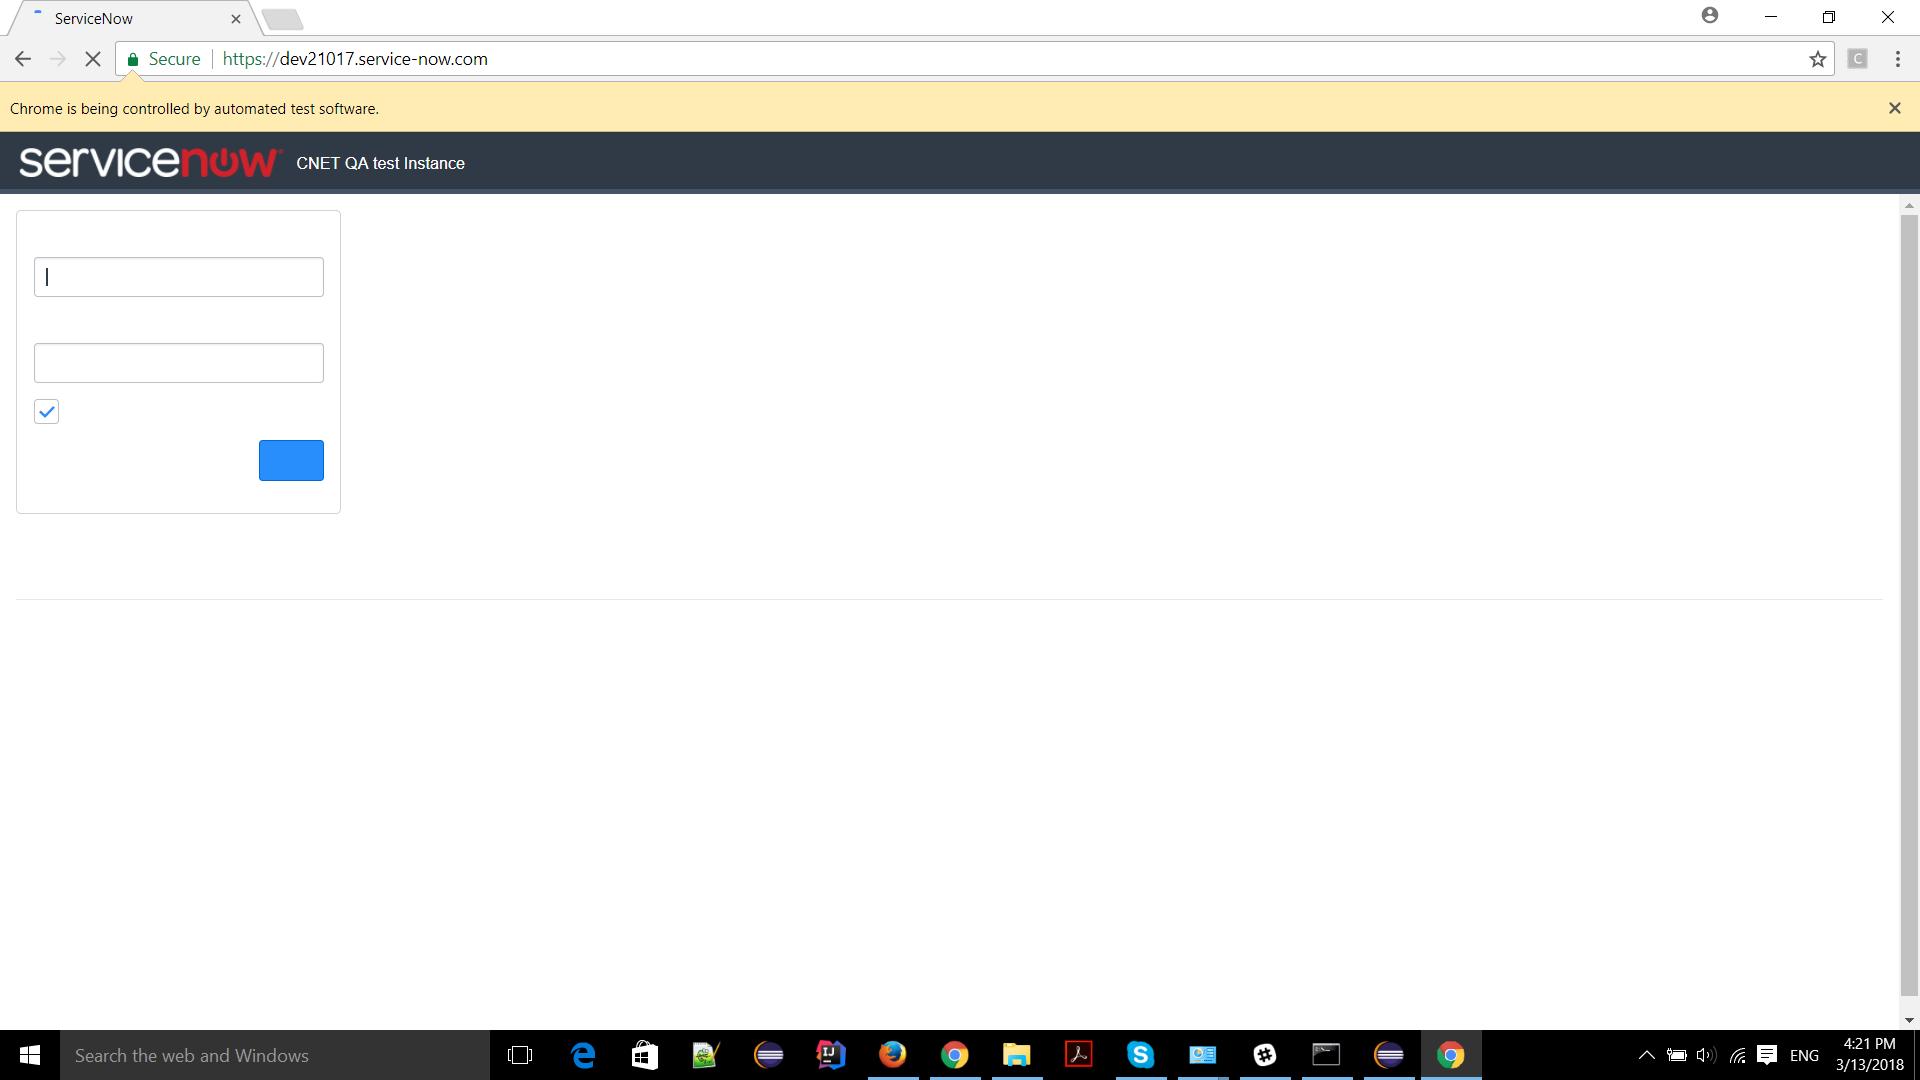 ServiceNow
Secure https://dev21017.service-now.com
C
Chrome is being controlled by automated test software.
servicenow CNET QA test Instance
Search the web and Windows
IJ
ENG
4:21 PM
3/13/2018